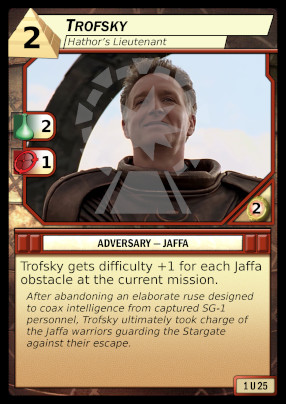 2
TROFSKY
Hathor's Lieutenant
2
1
2
ADVERSARY – JAFFA
Trofsky gets difficulty +1 for each Jaffa
obstacle at the current mission.
After abandoning an elaborate ruse designed
to coax intelligence from captured SG-1
personnel, Trofsky ultimately took charge of
the Jaffa warriors guarding the Stargate
against their escape.
1 U 25